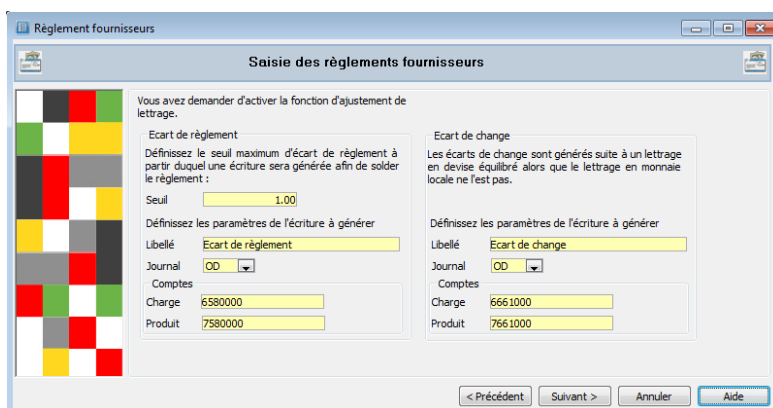 Règlement fournisseurs
Saisie des règlements fournisseurs
Vous avez demander d'activer la fonction d'ajustement de
lettrage.
Ecart de règlement
Définissez le seuil maximum d'écart de règlement à
partir duquel une écriture sera générée afin de solder
le règlement :
Seuil 1.00
Définissez les paramètres de l'écriture à générer
Libellé Ecart de règlement
Journal OD
Comptes
Charge 6580000
Produit 7580000
Ecart de change
Les écarts de change sont générés suite à un lettrage
en devise équilibré alors que le lettrage en monnaie
locale ne l'est pas.
Définissez les paramètres de l'écriture à générer
Libellé Ecart de change
Journal OD
Comptes
Charge 6661000
Produit 7661000
< Précédent Suivant > Annuler Aide